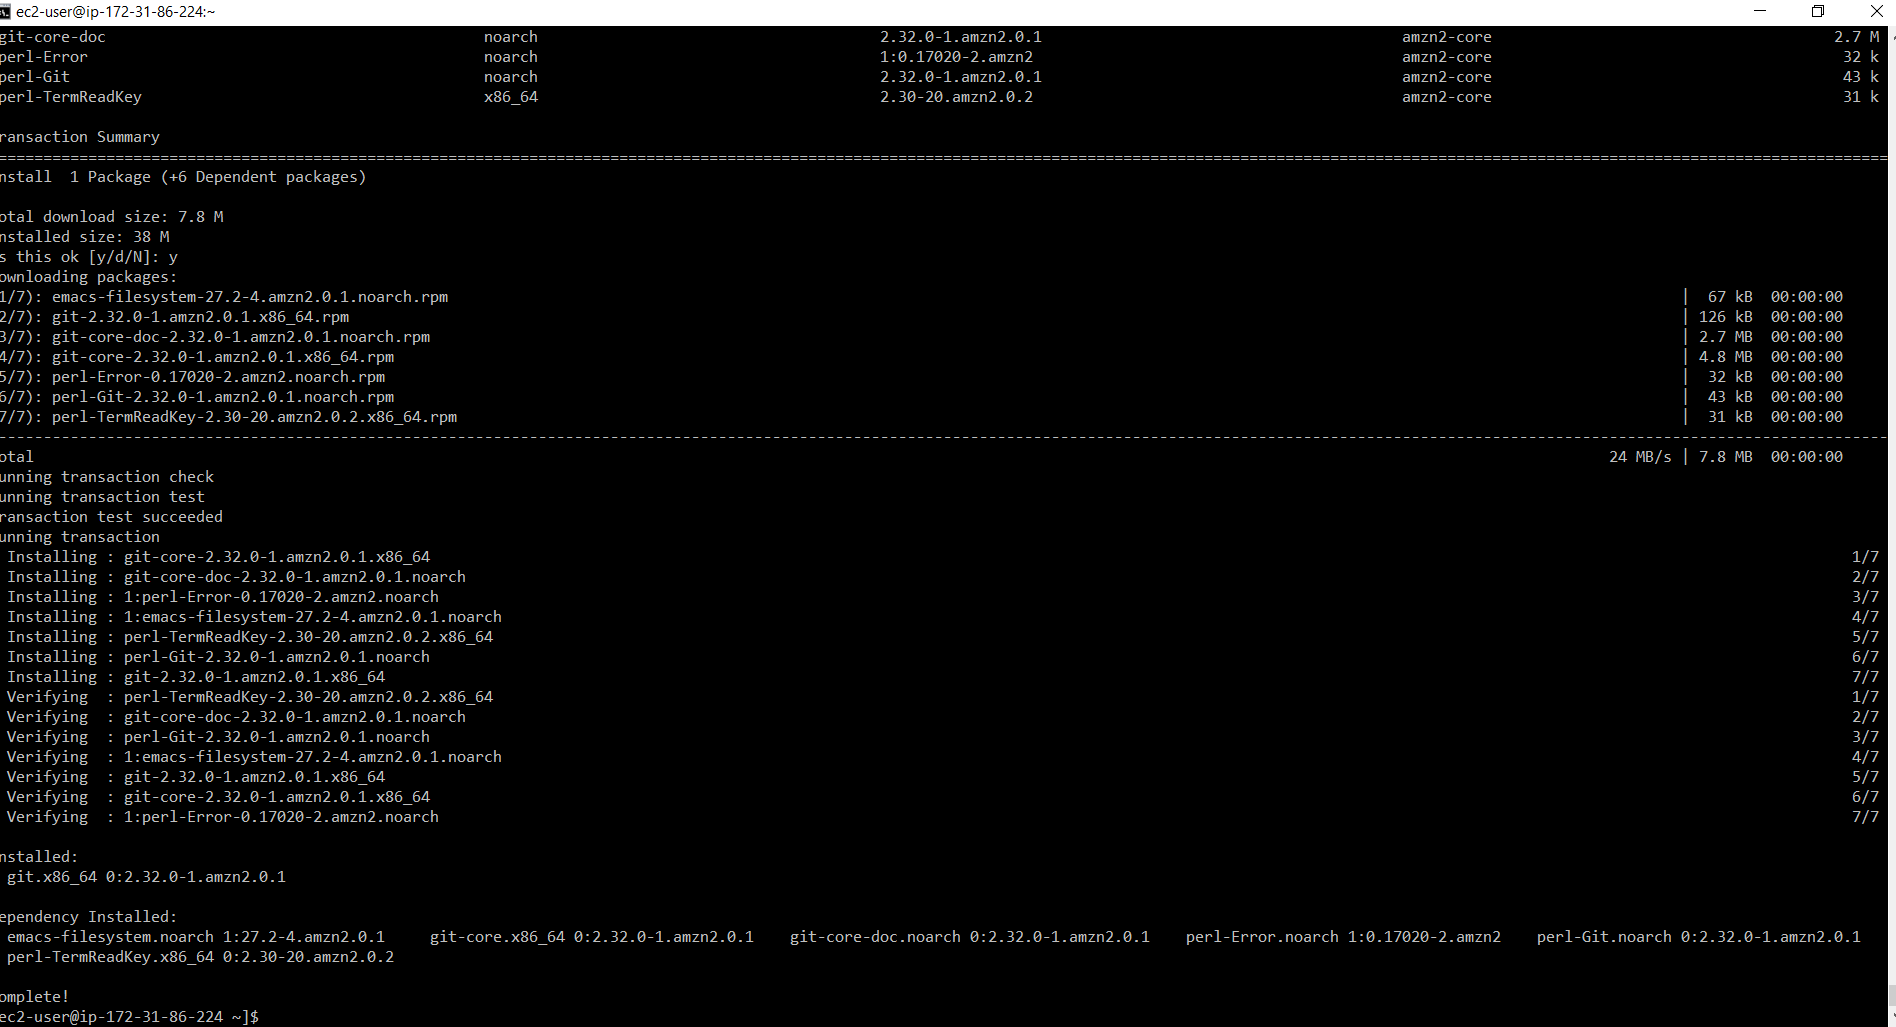 ec2-user@ip-172-31-86-224:~
git-core-doc noarch 2.32.0-1.amzn2.0.1 amzn2-core 2.7 M
perl-Error noarch 1:0.17020-2.amzn2 amzn2-core 32 k
perl-Git noarch 2.32.0-1.amzn2.0.1 amzn2-core 43 k
perl-TermReadKey x86_64 2.30-20.amzn2.0.2 amzn2-core 31 k
ransaction Summary
nstall 1 Package (+6 Dependent packages)
otal download size: 7.8 M
nstalled size: 38 M
s this ok [y/d/N]: y
ownloading packages:
1/7): emacs-filesystem-27.2-4.amzn2.0.1.noarch.rpm | 67 kB 00:00:00
2/7): git-2.32.0-1.amzn2.0.1.x86_64.rpm | 126 kB 00:00:00
3/7): git-core-doc-2.32.0-1.amzn2.0.1.noarch.rpm | 2.7 MB 00:00:00
4/7): git-core-2.32.0-1.amzn2.0.1.x86_64.rpm | 4.8 MB 00:00:00
5/7): perl-Error-0.17020-2.amzn2.noarch.rpm | 32 kB 00:00:00
6/7): perl-Git-2.32.0-1.amzn2.0.1.noarch.rpm | 43 kB 00:00:00
7/7): perl-TermReadKey-2.30-20.amzn2.0.2.x86_64.rpm | 31 kB 00:00:00
otal 24 MB/s | 7.8 MB 00:00:00
unning transaction check
unning transaction test
ransaction test succeeded
unning transaction
Installing : git-core-2.32.0-1.amzn2.0.1.x86_64 1/7
Installing : git-core-doc-2.32.0-1.amzn2.0.1.noarch 2/7
Installing : 1:perl-Error-0.17020-2.amzn2.noarch 3/7
Installing : 1:emacs-filesystem-27.2-4.amzn2.0.1.noarch 4/7
Installing : perl-TermReadKey-2.30-20.amzn2.0.2.x86_64 5/7
Installing : perl-Git-2.32.0-1.amzn2.0.1.noarch 6/7
Installing : git-2.32.0-1.amzn2.0.1.x86_64 7/7
Verifying : perl-TermReadKey-2.30-20.amzn2.0.2.x86_64 1/7
Verifying : git-core-doc-2.32.0-1.amzn2.0.1.noarch 2/7
Verifying : perl-Git-2.32.0-1.amzn2.0.1.noarch 3/7
Verifying : 1:emacs-filesystem-27.2-4.amzn2.0.1.noarch 4/7
Verifying : git-2.32.0-1.amzn2.0.1.x86_64 5/7
Verifying : git-core-2.32.0-1.amzn2.0.1.x86_64 6/7
Verifying : 1:perl-Error-0.17020-2.amzn2.noarch 7/7
nstalled:
git.x86_64 0:2.32.0-1.amzn2.0.1
ependency Installed:
emacs-filesystem.noarch 1:27.2-4.amzn2.0.1 git-core.x86_64 0:2.32.0-1.amzn2.0.1 git-core-doc.noarch 0:2.32.0-1.amzn2.0.1 perl-Error.noarch 1:0.17020-2.amzn2 perl-Git.noarch 0:2.32.0-1.amzn2.0.1
perl-TermReadKey.x86_64 0:2.30-20.amzn2.0.2
omplete!
ec2-user@ip-172-31-86-224 ~]$